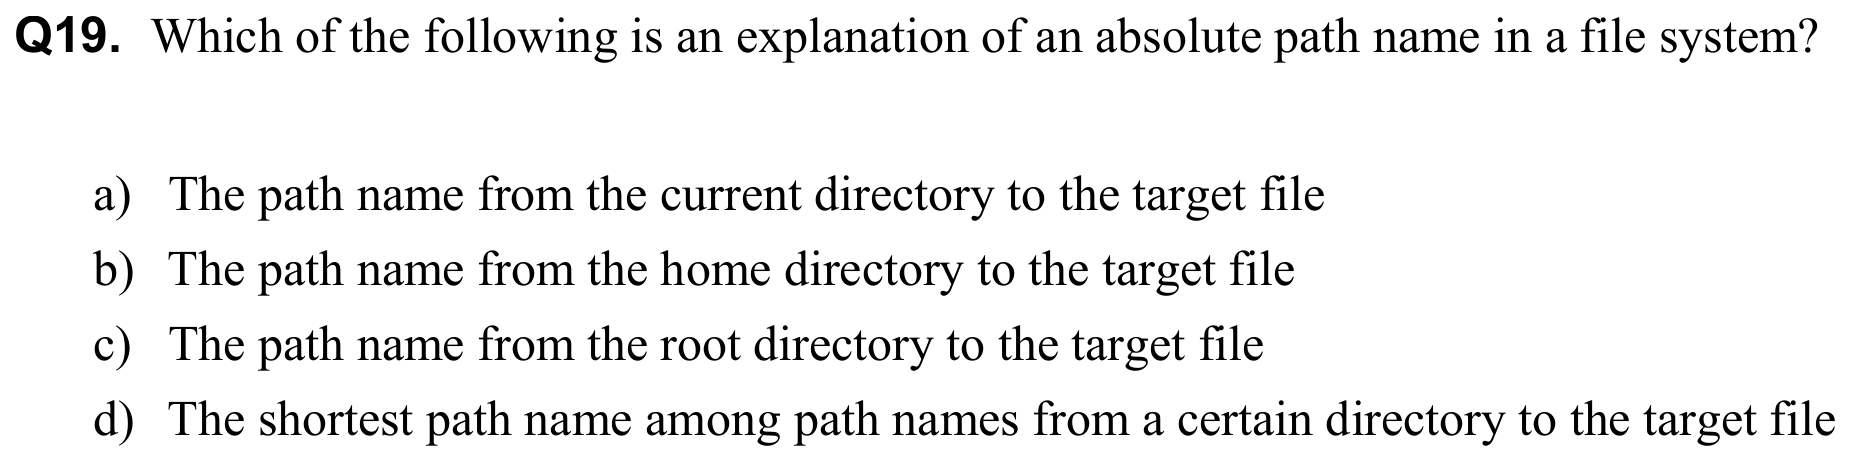 Q19. Which of the following is an explanation of an absolute path name in a file system?
a) The path name from the current directory to the target file
b) The path name from the home directory to the target file
c) The path name from the root directory to the target file
d) The shortest path name among path names from a certain directory to the target file